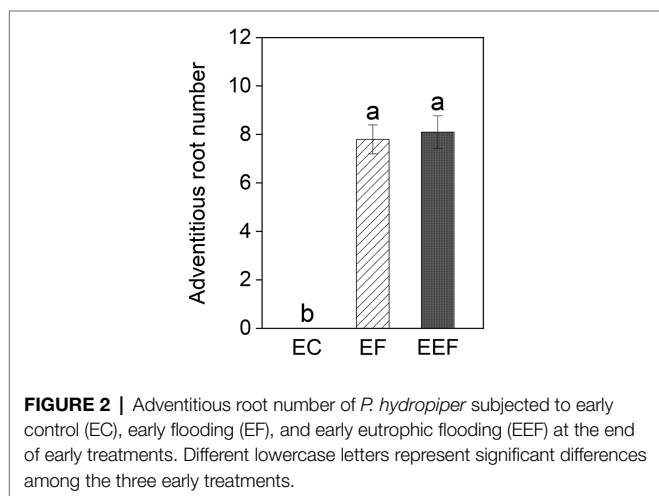 12
10
8
6
4
2
0
Adventitious root number
b
a
a
EC EF EEF
FIGURE 2 | Adventitious root number of P. hydropiper subjected to early
control (EC), early flooding (EF), and early eutrophic flooding (EEF) at the end
of early treatments. Different lowercase letters represent significant differences
among the three early treatments.